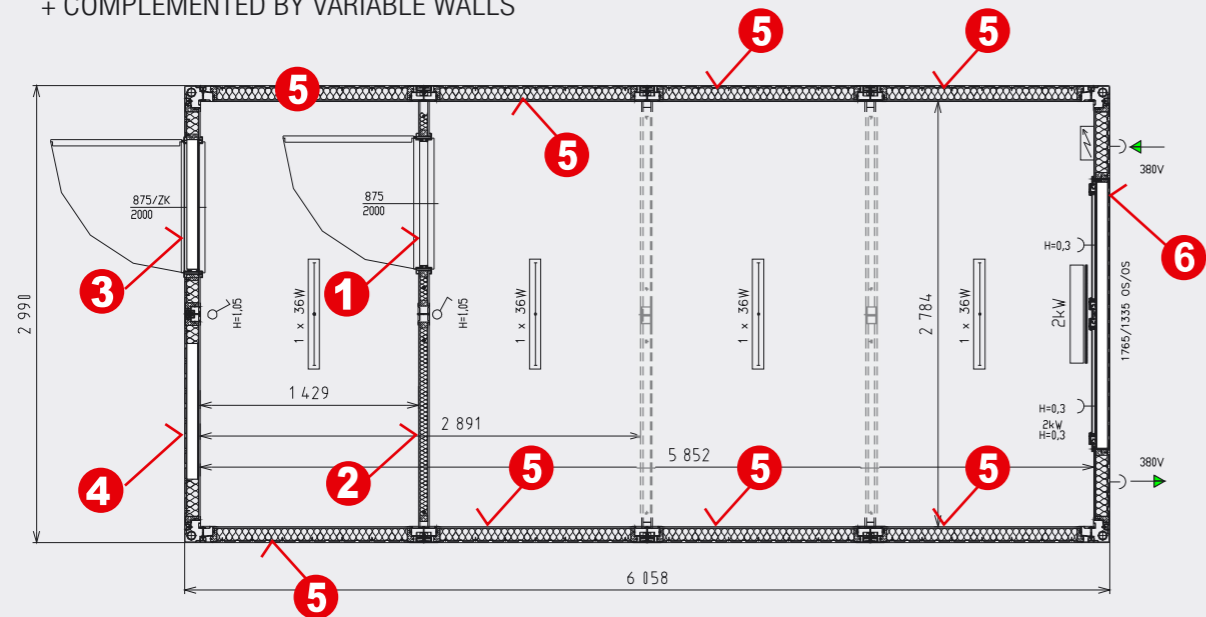 + COMPLEMENTED BY VARIABLE WALLS
5
5
5
5
380V
875/ZK
2000
875
2000
6
H=0,3
3
1
2 990
1 x 36W
H=1,05
1 x 36W
H=1,05
1 x 36W
2 784
1 x 36W
2kW
1765/1335 OS/OS
1 429
2 891
H=0,3
2kW
H=0,3
5 852
380V
4
2
5
5
5
6 058
5